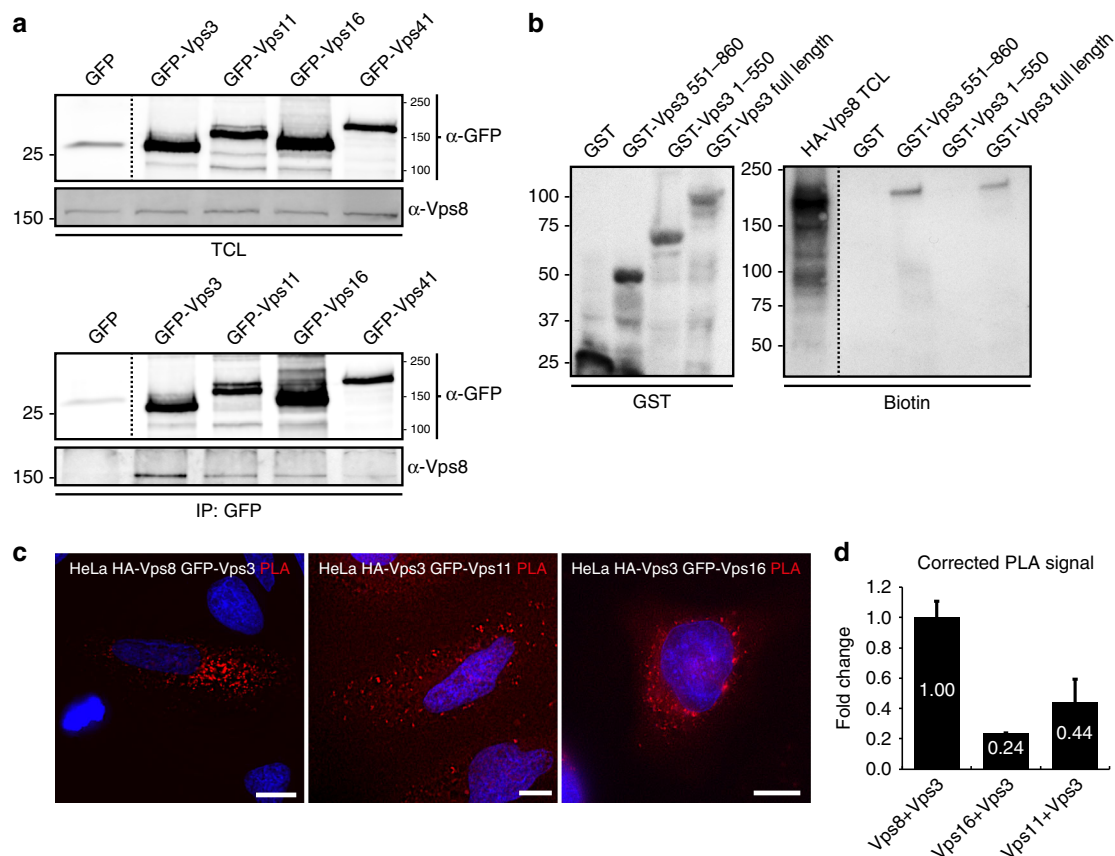 a
GFP
GFP-Vps3
GFP-Vps11
GFP-Vps16
GFP-Vps41
250
150
100
α-GFP
25
α-Vps8
150
TCL
GFP
GFP-Vps3
GFP-Vps11
GFP-Vps16
GFP-Vps41
250
150
100
α-GFP
25
α-Vps8
150
IP: GFP
b
GST
GST-Vps3 551–860
GST-Vps3 1–550
GST-Vps3 full length
100
75
50
37
25
GST
HA-Vps8 TCL
GST
GST-Vps3 551–860
GST-Vps3 1–550
GST-Vps3 full length
250
150
100
75
50
Biotin
c
HeLa HA-Vps8 GFP-Vps3 PLA
HeLa HA-Vps3 GFP-Vps11 PLA
HeLa HA-Vps3 GFP-Vps16 PLA
d
Corrected PLA signal
Fold change
1.2
1.0
0.8
0.6
0.4
0.2
0.0
1.00
0.24
0.44
Vps8+Vps3
Vps16+Vps3
Vps11+Vps3